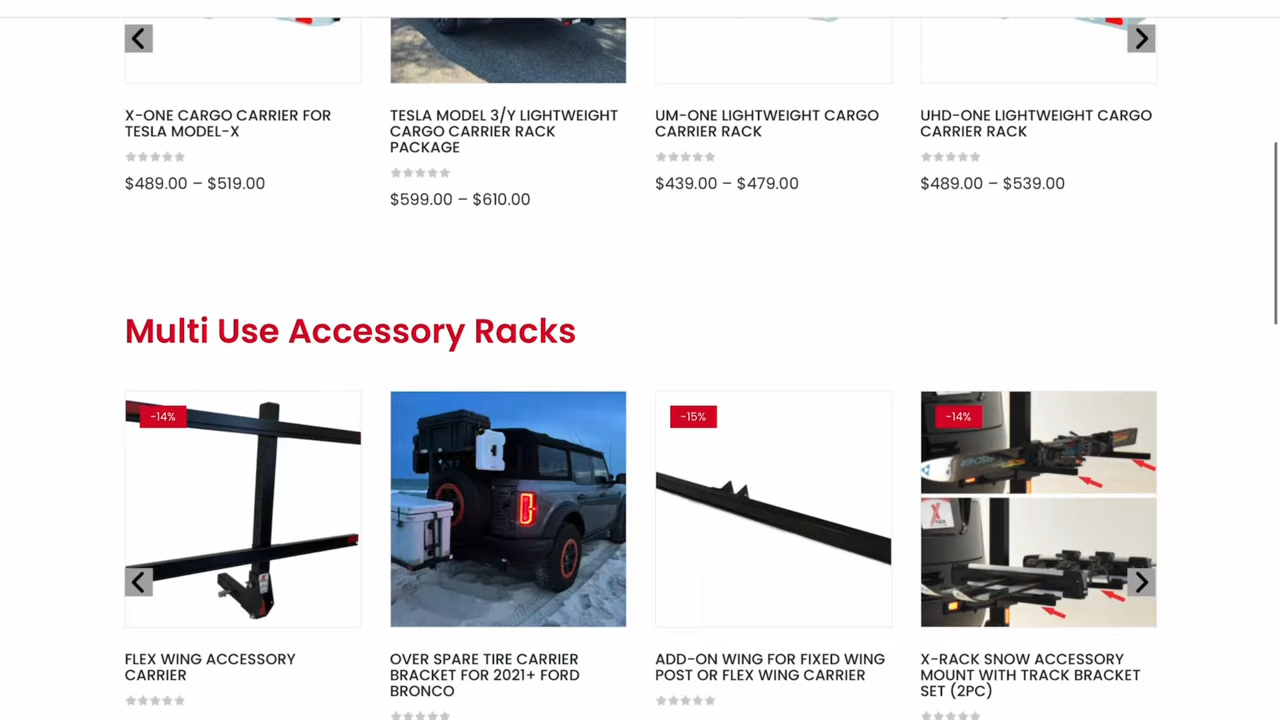 X-ONE CARGO CARRIER FOR
TESLA MODEL-X
$489.00 – $519.00
TESLA MODEL 3/Y LIGHTWEIGHT
CARGO CARRIER RACK
PACKAGE
$599.00 – $610.00
UM-ONE LIGHTWEIGHT CARGO
CARRIER RACK
$439.00 – $479.00
UHD-ONE LIGHTWEIGHT CARGO
CARRIER RACK
$489.00 – $539.00
Multi Use Accessory Racks
-14%
FLEX WING ACCESSORY
CARRIER
OVER SPARE TIRE CARRIER
BRACKET FOR 2021+ FORD
BRONCO
-15%
ADD-ON WING FOR FIXED WING
POST OR FLEX WING CARRIER
-14%
X-RACK SNOW ACCESSORY
MOUNT WITH TRACK BRACKET
SET (2PC)